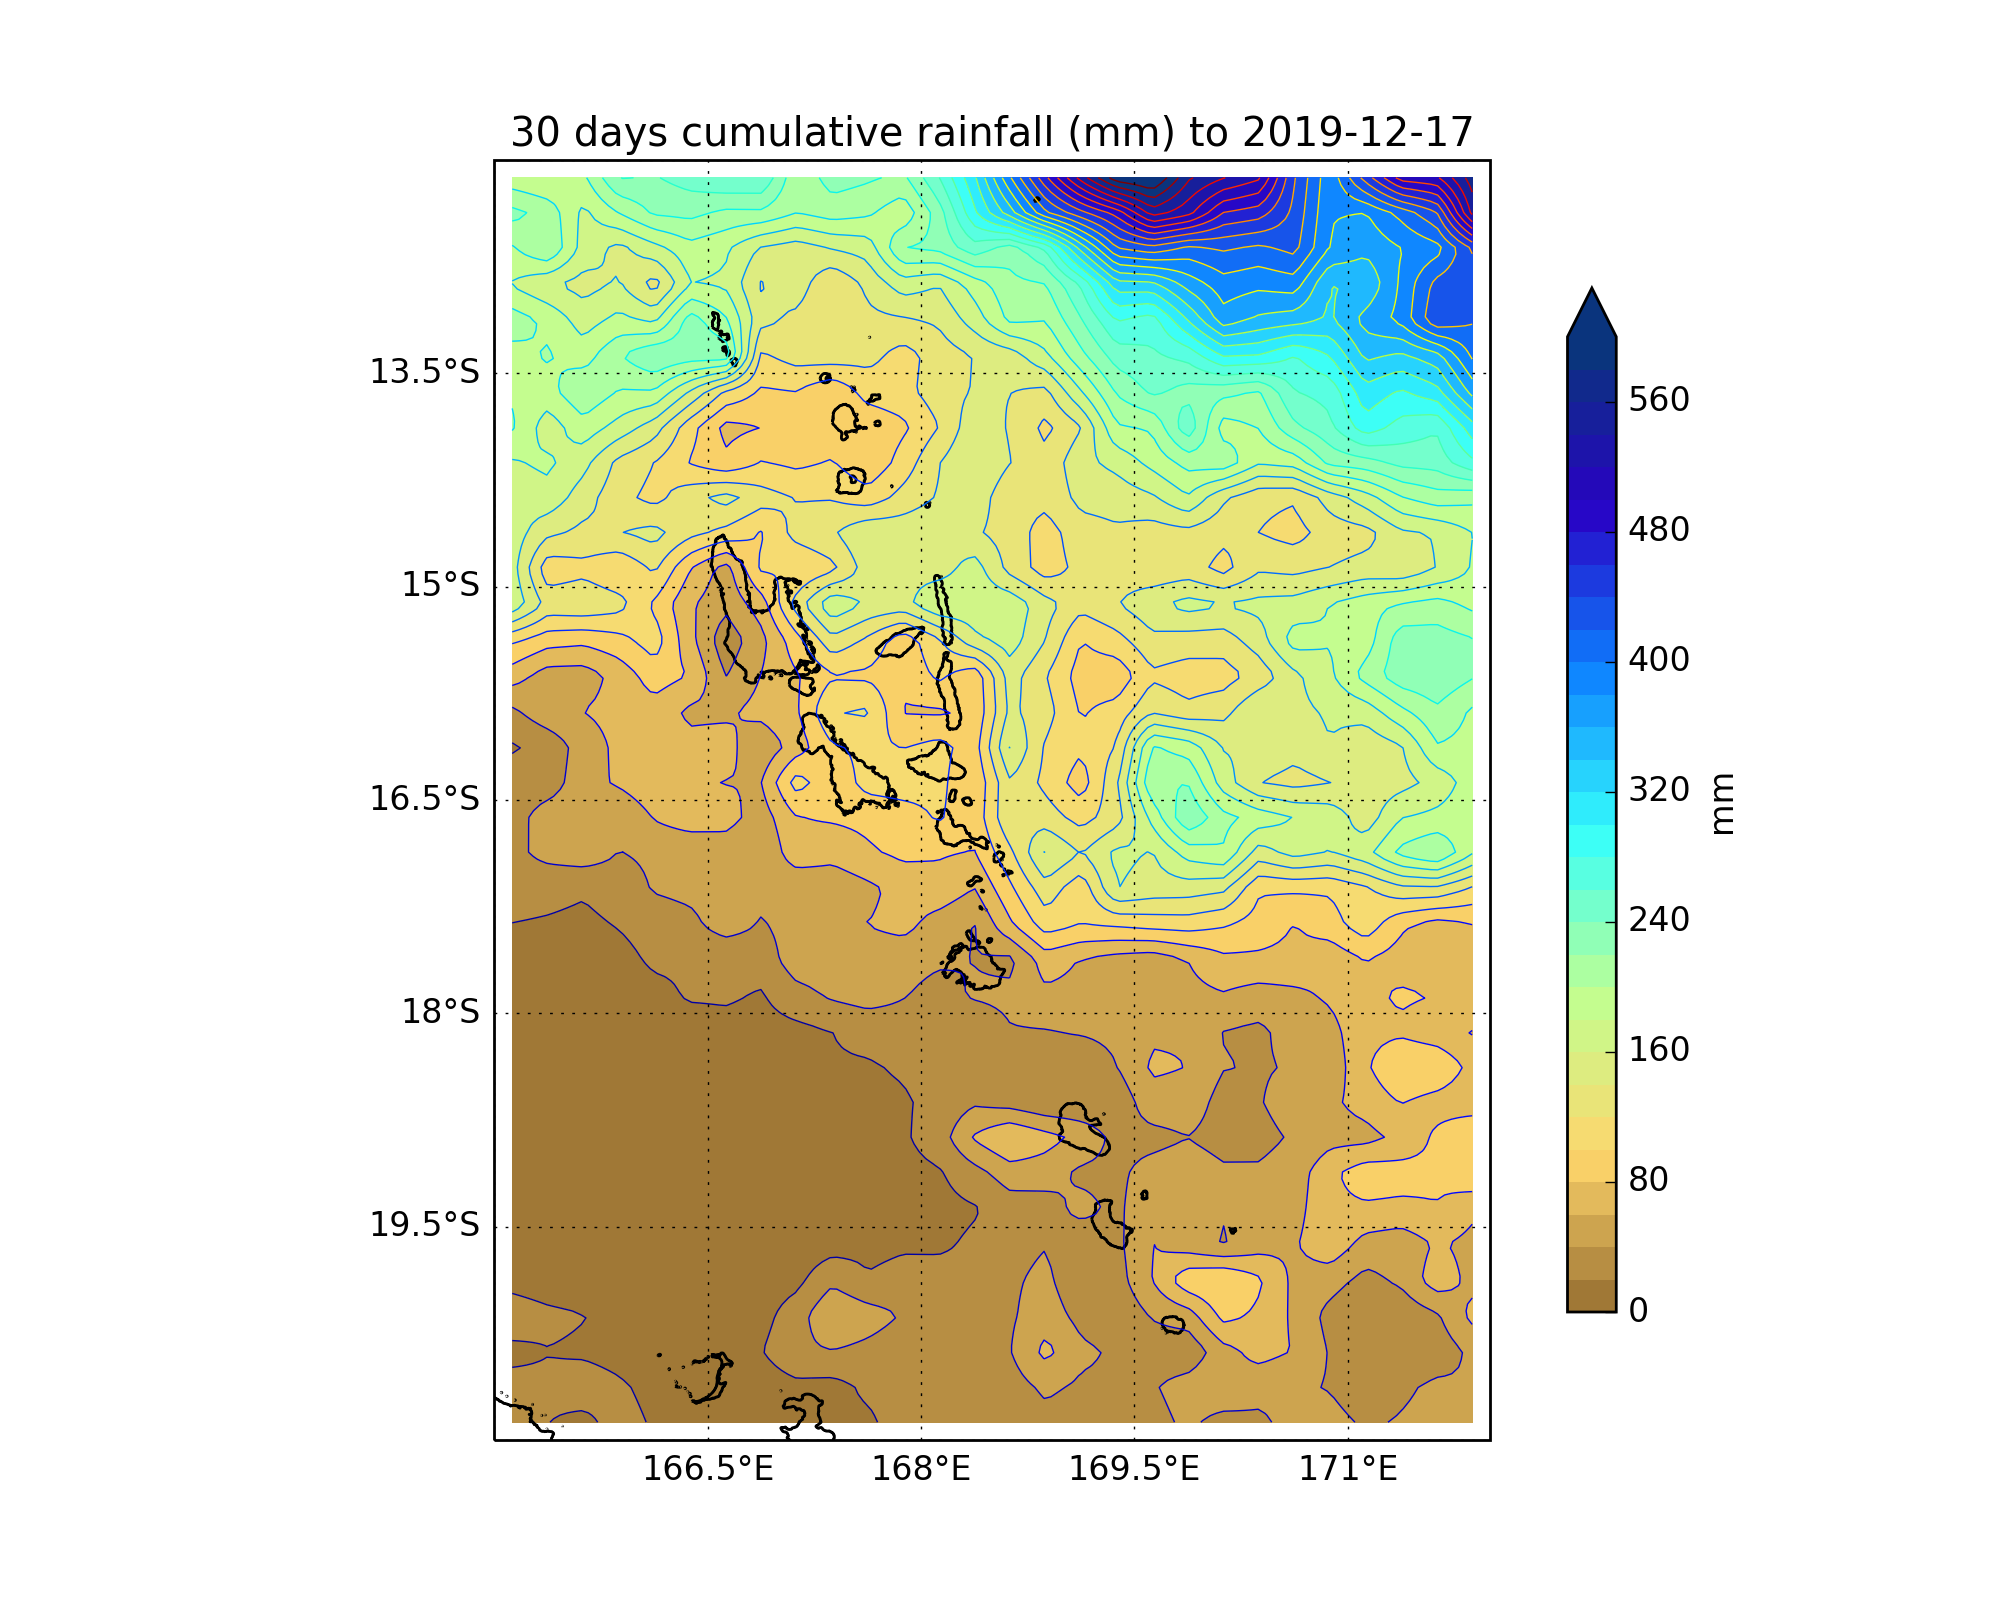 30 days cumulative rainfall (mm) to 2019-12-17
13.5°S
15°S
16.5°S
18°S
19.5°S
166.5°E
168°E
169.5°E
171°E
560
480
400
320
240
160
80
0
mm